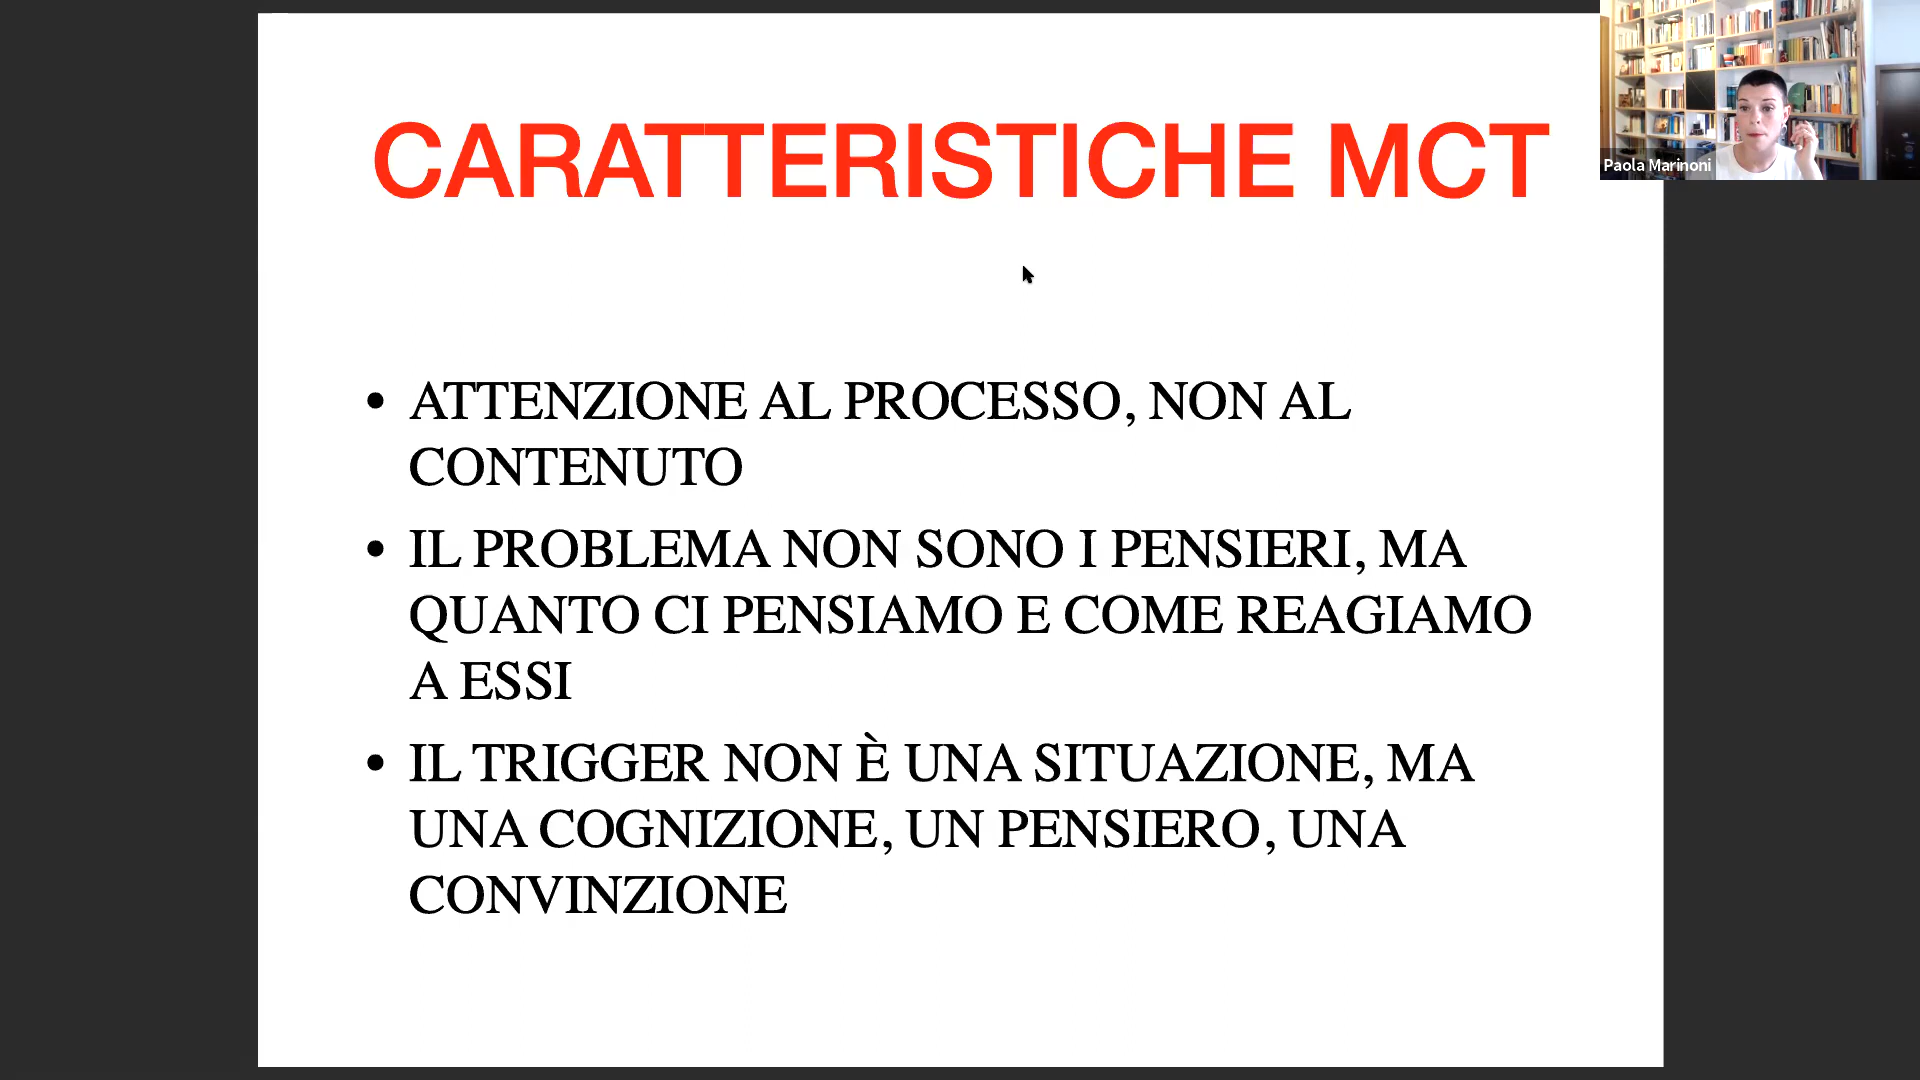 CARATTERISTICHE MCT
Paola Marinoni
• ATTENZIONE AL PROCESSO, NON AL
CONTENUTO
• IL PROBLEMA NON SONO I PENSIERI, MA
QUANTO CI PENSIAMO E COME REAGIAMO
A ESSI
• IL TRIGGER NON È UNA SITUAZIONE, MA
UNA COGNIZIONE, UN PENSIERO, UNA
CONVINZIONE